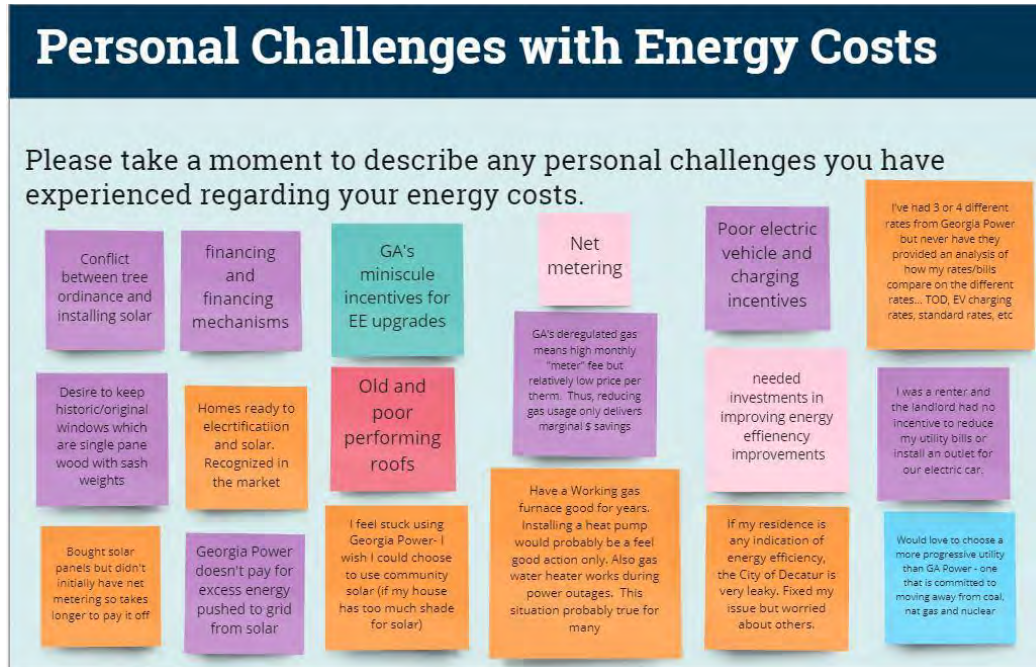 Personal Challenges with Energy Costs
Please take a moment to describe any personal challenges you have
experienced regarding your energy costs.
Conflict
between tree
ordinance and
installing solar
financing
and
financing
mechanisms
GA's
miniscule
incentives for
EE upgrades
Net
metering
Poor electric
vehicle and
charging
incentives
I've had 3 or 4 different
rates from Georgia Power
but never have they
provided an analysis of
how my rates/bills
compare on the different
rates... TOD, EV charging
rates, standard rates, etc
Desire to keep
historic/original
windows which
are single pane
wood with sash
weights
Homes ready to
elecrtificatiion
and solar.
Recognized in
the market
Old and
poor
performing
roofs
GA's deregulated gas
means high monthly
"meter" fee but
relatively low price per
therm. Thus, reducing
gas usage only delivers
marginal $ savings
needed
investments in
improving energy
effienency
improvements
I was a renter and
the landlord had no
incentive to reduce
my utility bills or
install an outlet for
our electric car.
Bought solar
panels but didn't
initially have net
metering so takes
longer to pay it off
Georgia Power
doesn't pay for
excess energy
pushed to grid
from solar
I feel stuck using
Georgia Power- I
wish I could choose
to use community
solar (if my house
has too much shade
for solar)
Have a Working gas
furnace good for years.
Installing a heat pump
would probably be a feel
good action only. Also gas
water heater works during
power outages. This
situation probably true for
many
If my residence is
any indication of
energy efficiency,
the City of Decatur is
very leaky. Fixed my
issue but worried
about others.
Would love to choose a
more progressive utility
than GA Power - one
that is committed to
moving away from coal,
nat gas and nuclear